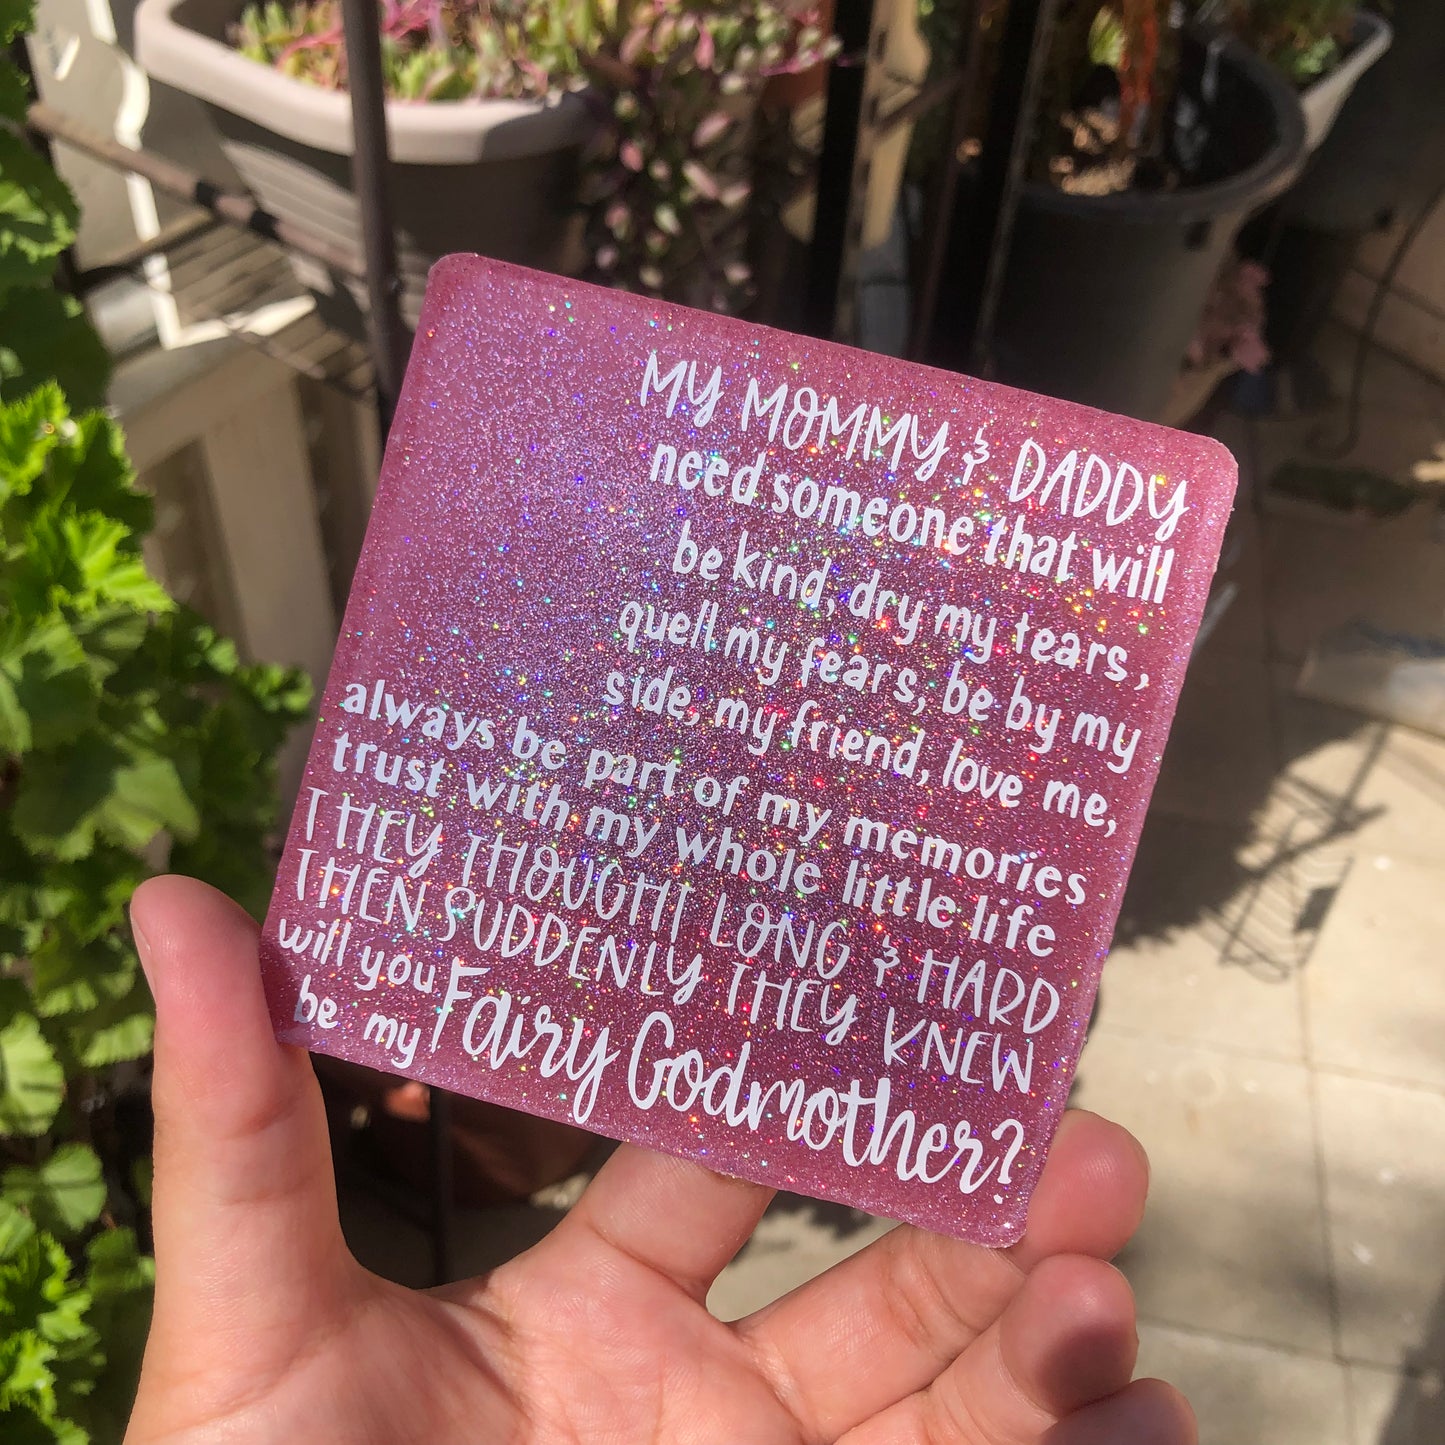 MY MOMMY & DADDY
need someone that will
be kind, dry my tears,
quell my fears, be by my
side, my friend, love me,
always be part of my memories
trust with my whole little life
THEY THOUGHT LONG & HARD
THEN SUDDENLY THEY KNEW
will you
be my Fairy Godmother?